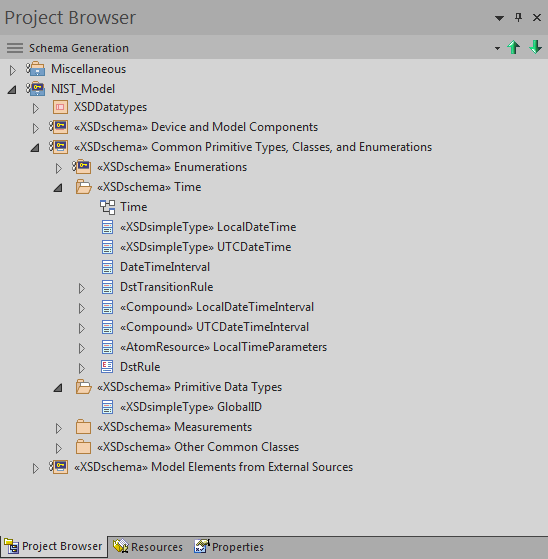 Project Browser
Schema Generation
Miscellaneous
NIST_Model
XSDDatatypes
«XSDschema» Device and Model Components
«XSDschema» Common Primitive Types, Classes, and Enumerations
«XSDschema» Enumerations
«XSDschema» Time
Time
«XSDsimpleType» LocalDateTime
«XSDsimpleType» UTCDateTime
DateTimeInterval
DstTransitionRule
«Compound» LocalDateTimeInterval
«Compound» UTCDateTimeInterval
«AtomResource» LocalTimeParameters
DstRule
«XSDschema» Primitive Data Types
«XSDsimpleType» GlobalID
«XSDschema» Measurements
«XSDschema» Other Common Classes
«XSDschema» Model Elements from External Sources
Project Browser Resources Properties